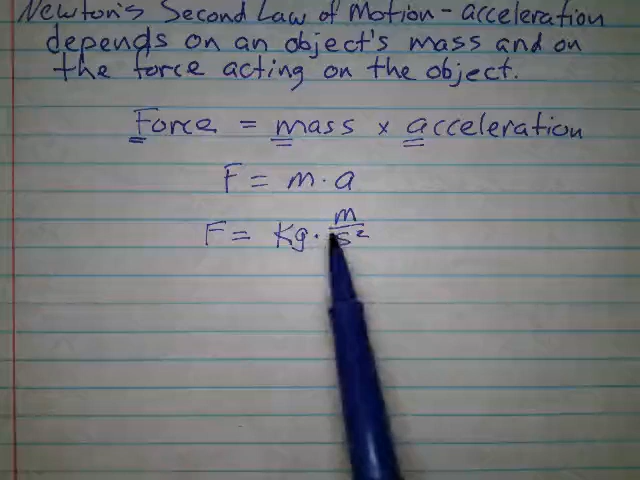 Newton's Second Law of Motion - acceleration
depends on an object's mass and on
the force acting on the object.
Force = mass x acceleration
F = m · a
F = Kg · m/s²